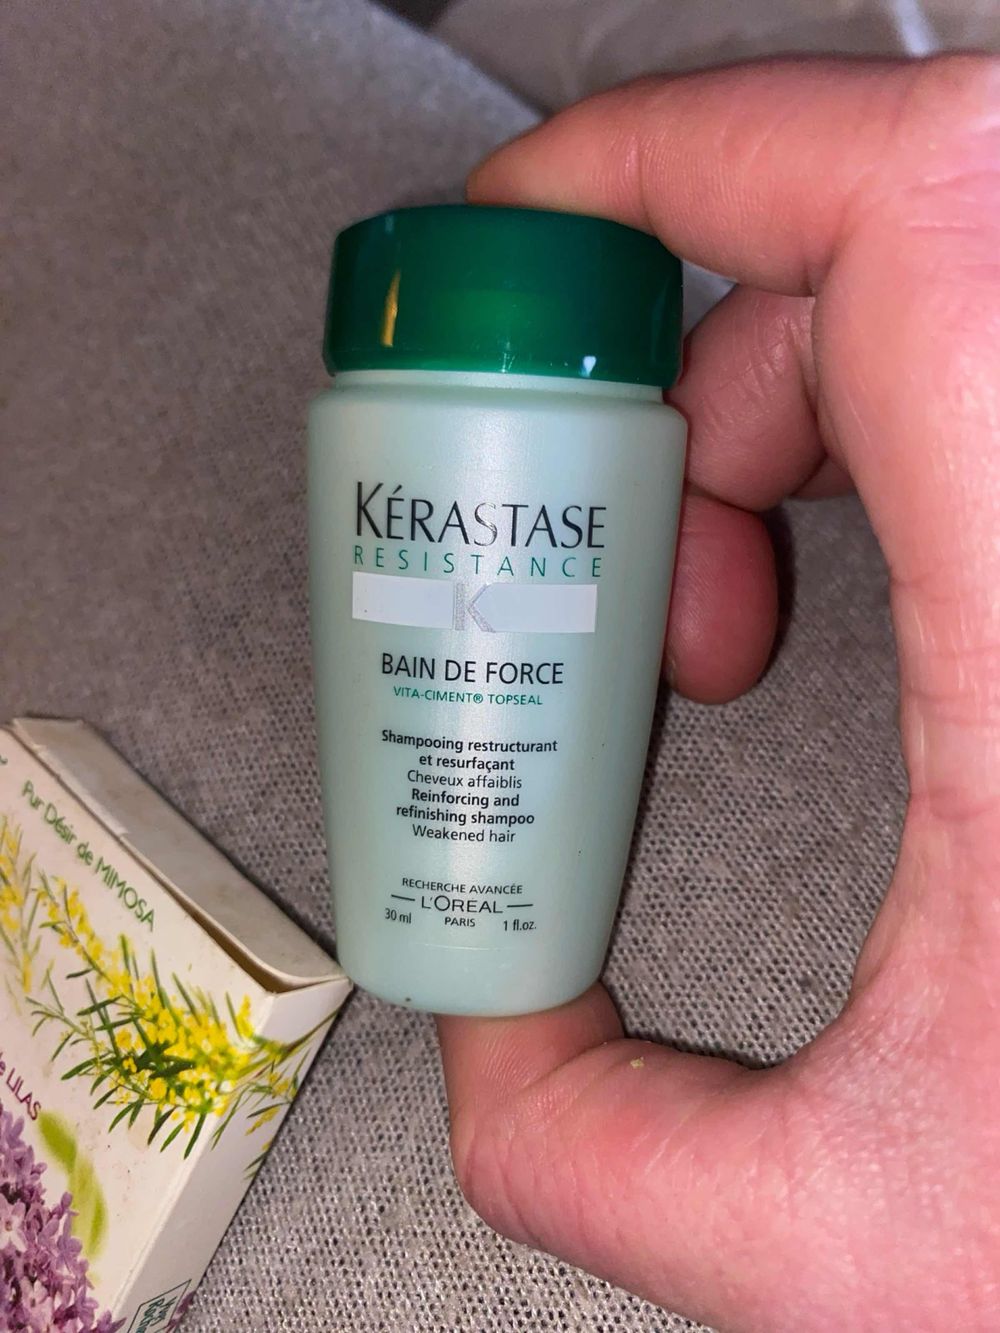 KÉRASTASE
RESISTANCE
K
BAIN DE FORCE
VITA-CIMENT® TOPSEAL
Shampooing restructurant
et resurfaçant
Cheveux affaiblis
Reinforcing and
refinishing shampoo
Weakened hair
RECHERCHE AVANCÉE
L'ORÉAL
PARIS
30 ml
1 fl.oz.
Pur Désir de MIMOSA
LILAS